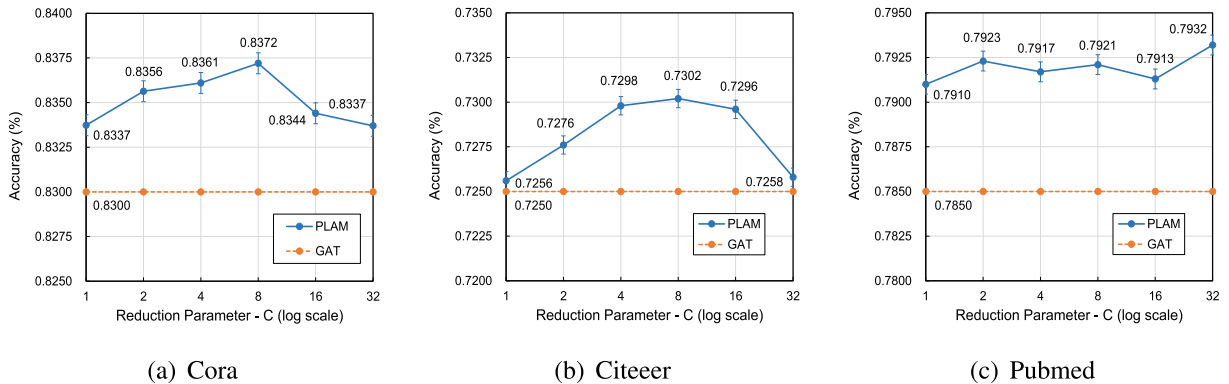 0.8400
0.8375
0.8350
0.8325
0.8300
0.8275
0.8250
Accuracy (%)
0.8337
0.8356
0.8361
0.8372
0.8344
0.8337
0.8300
PLAM
GAT
1 2 4 8 16 32
Reduction Parameter - C (log scale)
(a) Cora
0.7350
0.7325
0.7300
0.7275
0.7250
0.7225
0.7200
Accuracy (%)
0.7256
0.7276
0.7298
0.7302
0.7296
0.7258
0.7250
PLAM
GAT
1 2 4 8 16 32
Reduction Parameter - C (log scale)
(b) Citeeer
0.7950
0.7925
0.7900
0.7875
0.7850
0.7825
0.7800
Accuracy (%)
0.7910
0.7923
0.7917
0.7921
0.7913
0.7932
0.7850
PLAM
GAT
1 2 4 8 16 32
Reduction Parameter - C (log scale)
(c) Pubmed